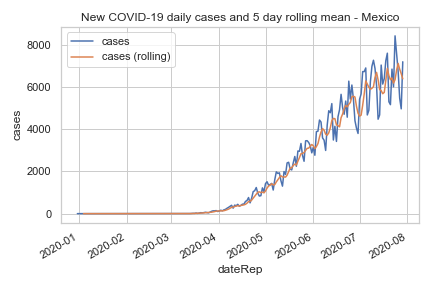 New COVID-19 daily cases and 5 day rolling mean - Mexico
cases
cases (rolling)
8000
6000
4000
2000
0
cases
2020-01
2020-02
2020-03
2020-04
2020-05
2020-06
2020-07
2020-08
dateRep